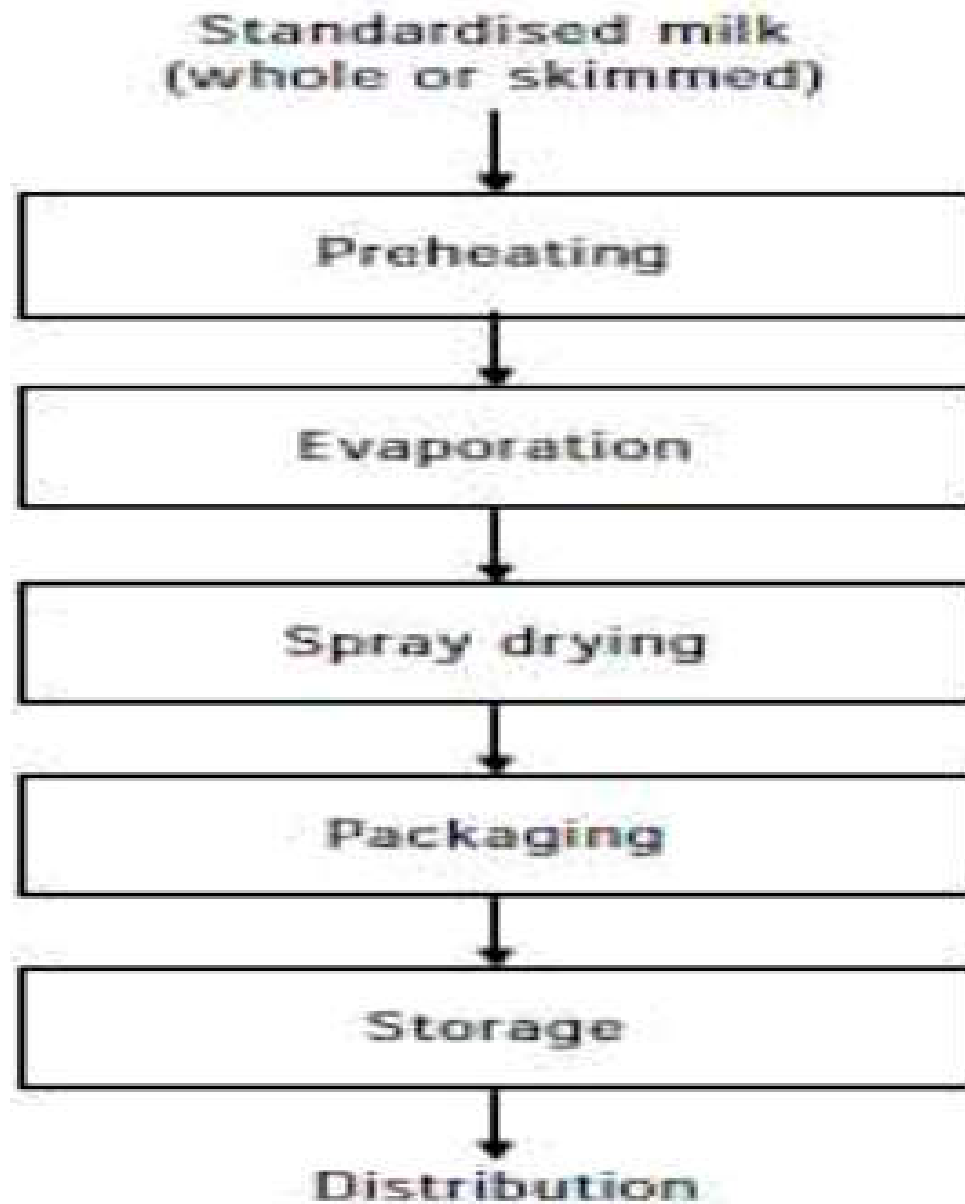 Standardised milk
(whole or skimmed)
Preheating
Evaporation
Spray drying
Packaging
Storage
Distribution